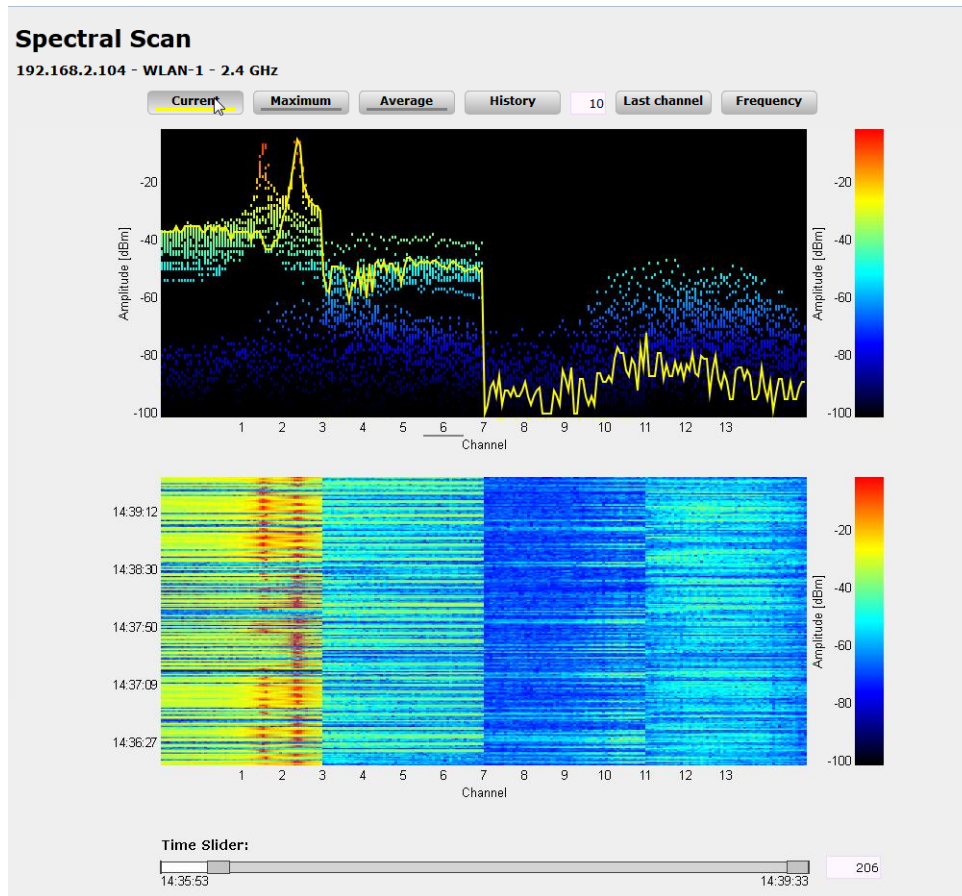 Spectral Scan
192.168.2.104 - WLAN-1 - 2.4 GHz
Current Maximum Average History 10 Last channel Frequency
Amplitude [dBm]
-20
-40
-60
-80
-100
1 2 3 4 5 6 7 8 9 10 11 12 13
Channel
-20
-40
-60
-80
-100
Amplitude [dBm]
14:39:12
14:38:30
14:37:50
14:37:09
14:36:27
1 2 3 4 5 6 7 8 9 10 11 12 13
Channel
-20
-40
-60
-80
-100
Amplitude [dBm]
Time Slider:
14:35:53 14:39:33 206